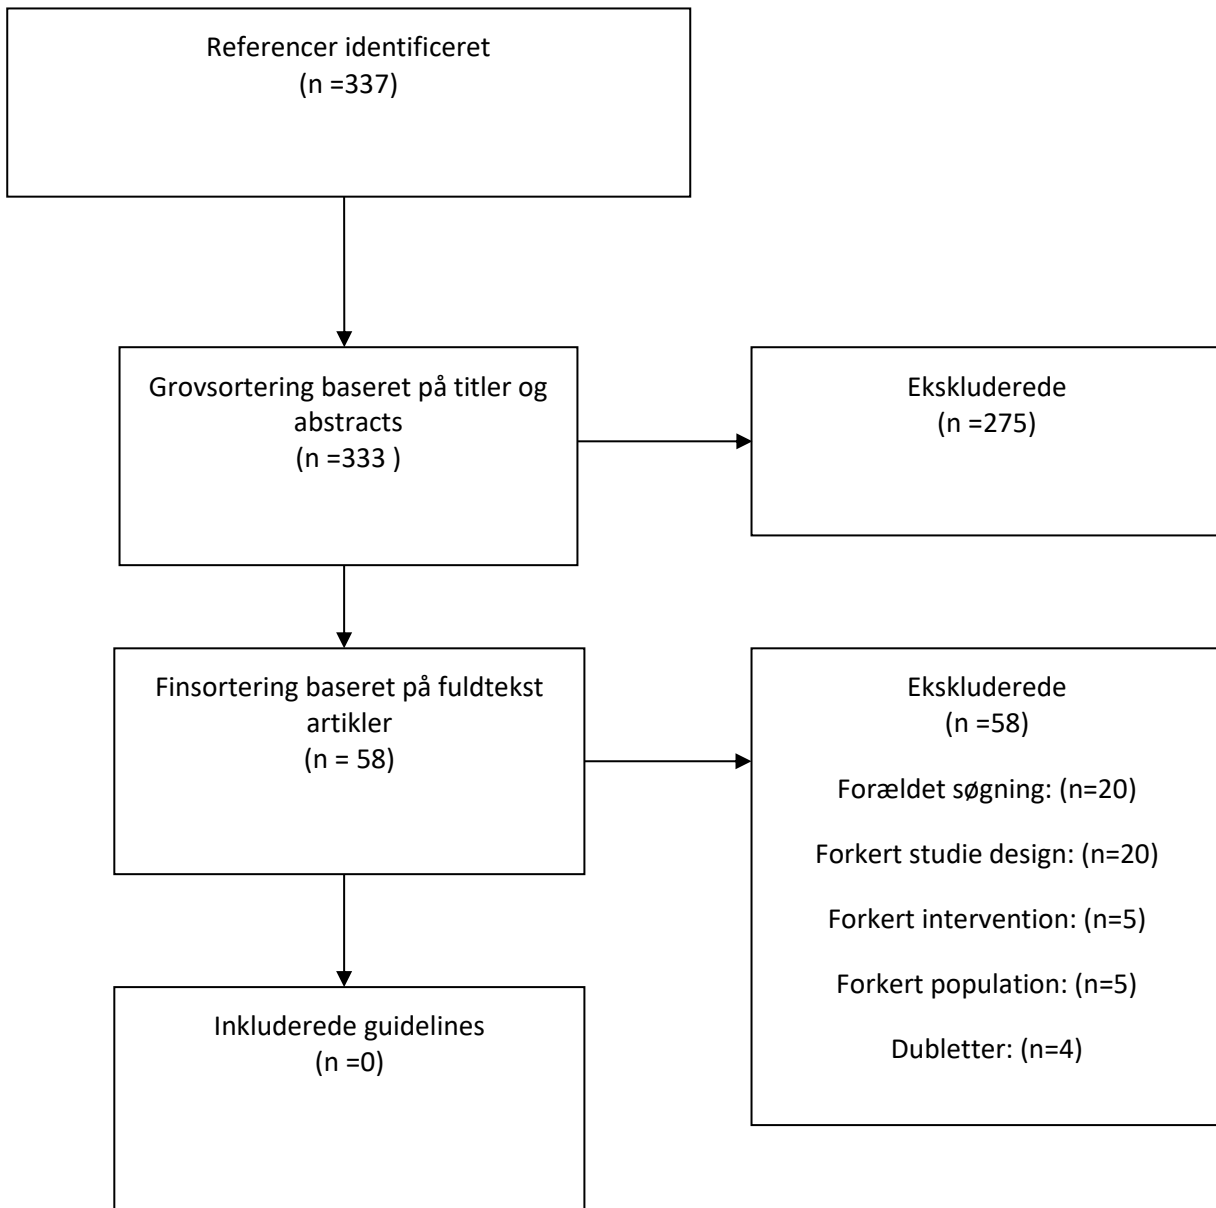 Referencer identificeret
(n =337)
Grovsortering baseret på titler og
abstracts
(n =333 )
Ekskluderede
(n =275)
Finsortering baseret på fuldtekst
artikler
(n = 58)
Ekskluderede
(n =58)
Forældet søgning: (n=20)
Forkert studie design: (n=20)
Forkert intervention: (n=5)
Forkert population: (n=5)
Dubletter: (n=4)
Inkluderede guidelines
(n =0)